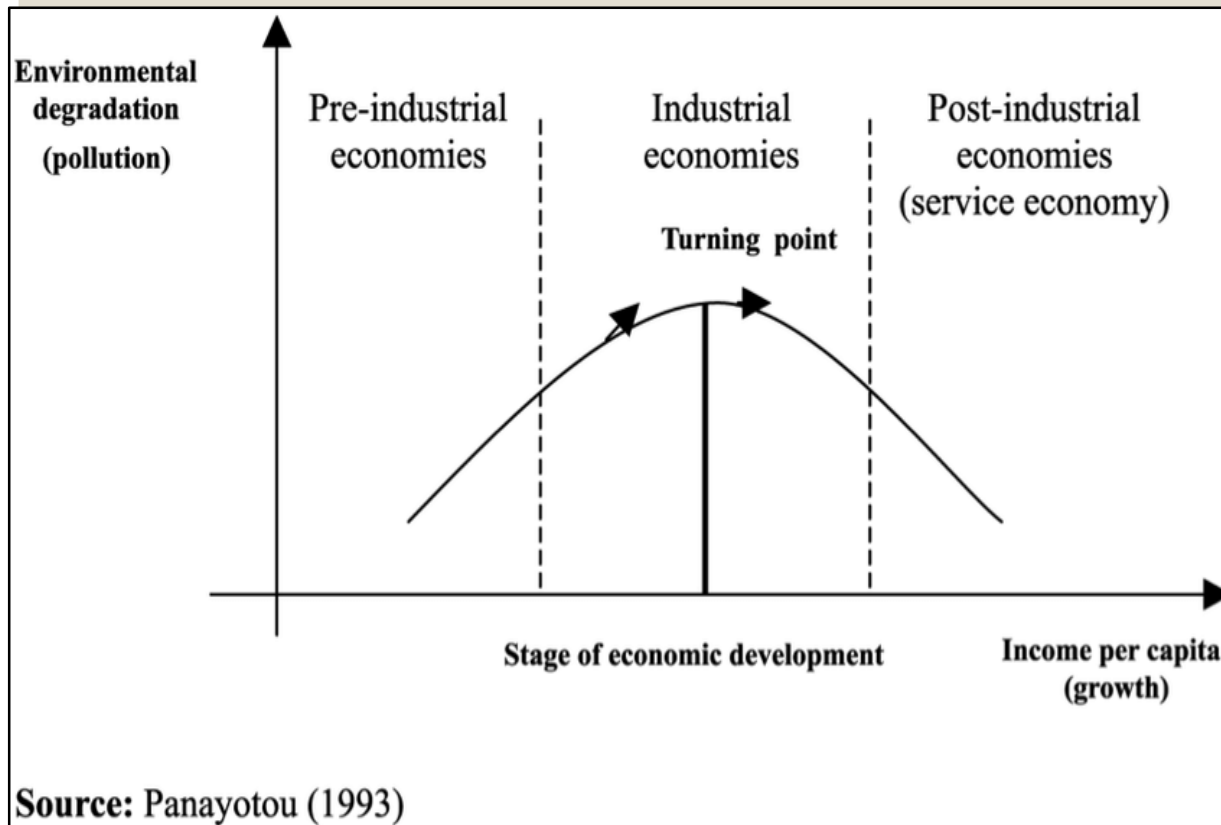 Environmental
degradation
(pollution)
Pre-industrial
economies
Industrial
economies
Post-industrial
economies
(service economy)
Turning point
Stage of economic development
Income per capita
(growth)
Source: Panayotou (1993)